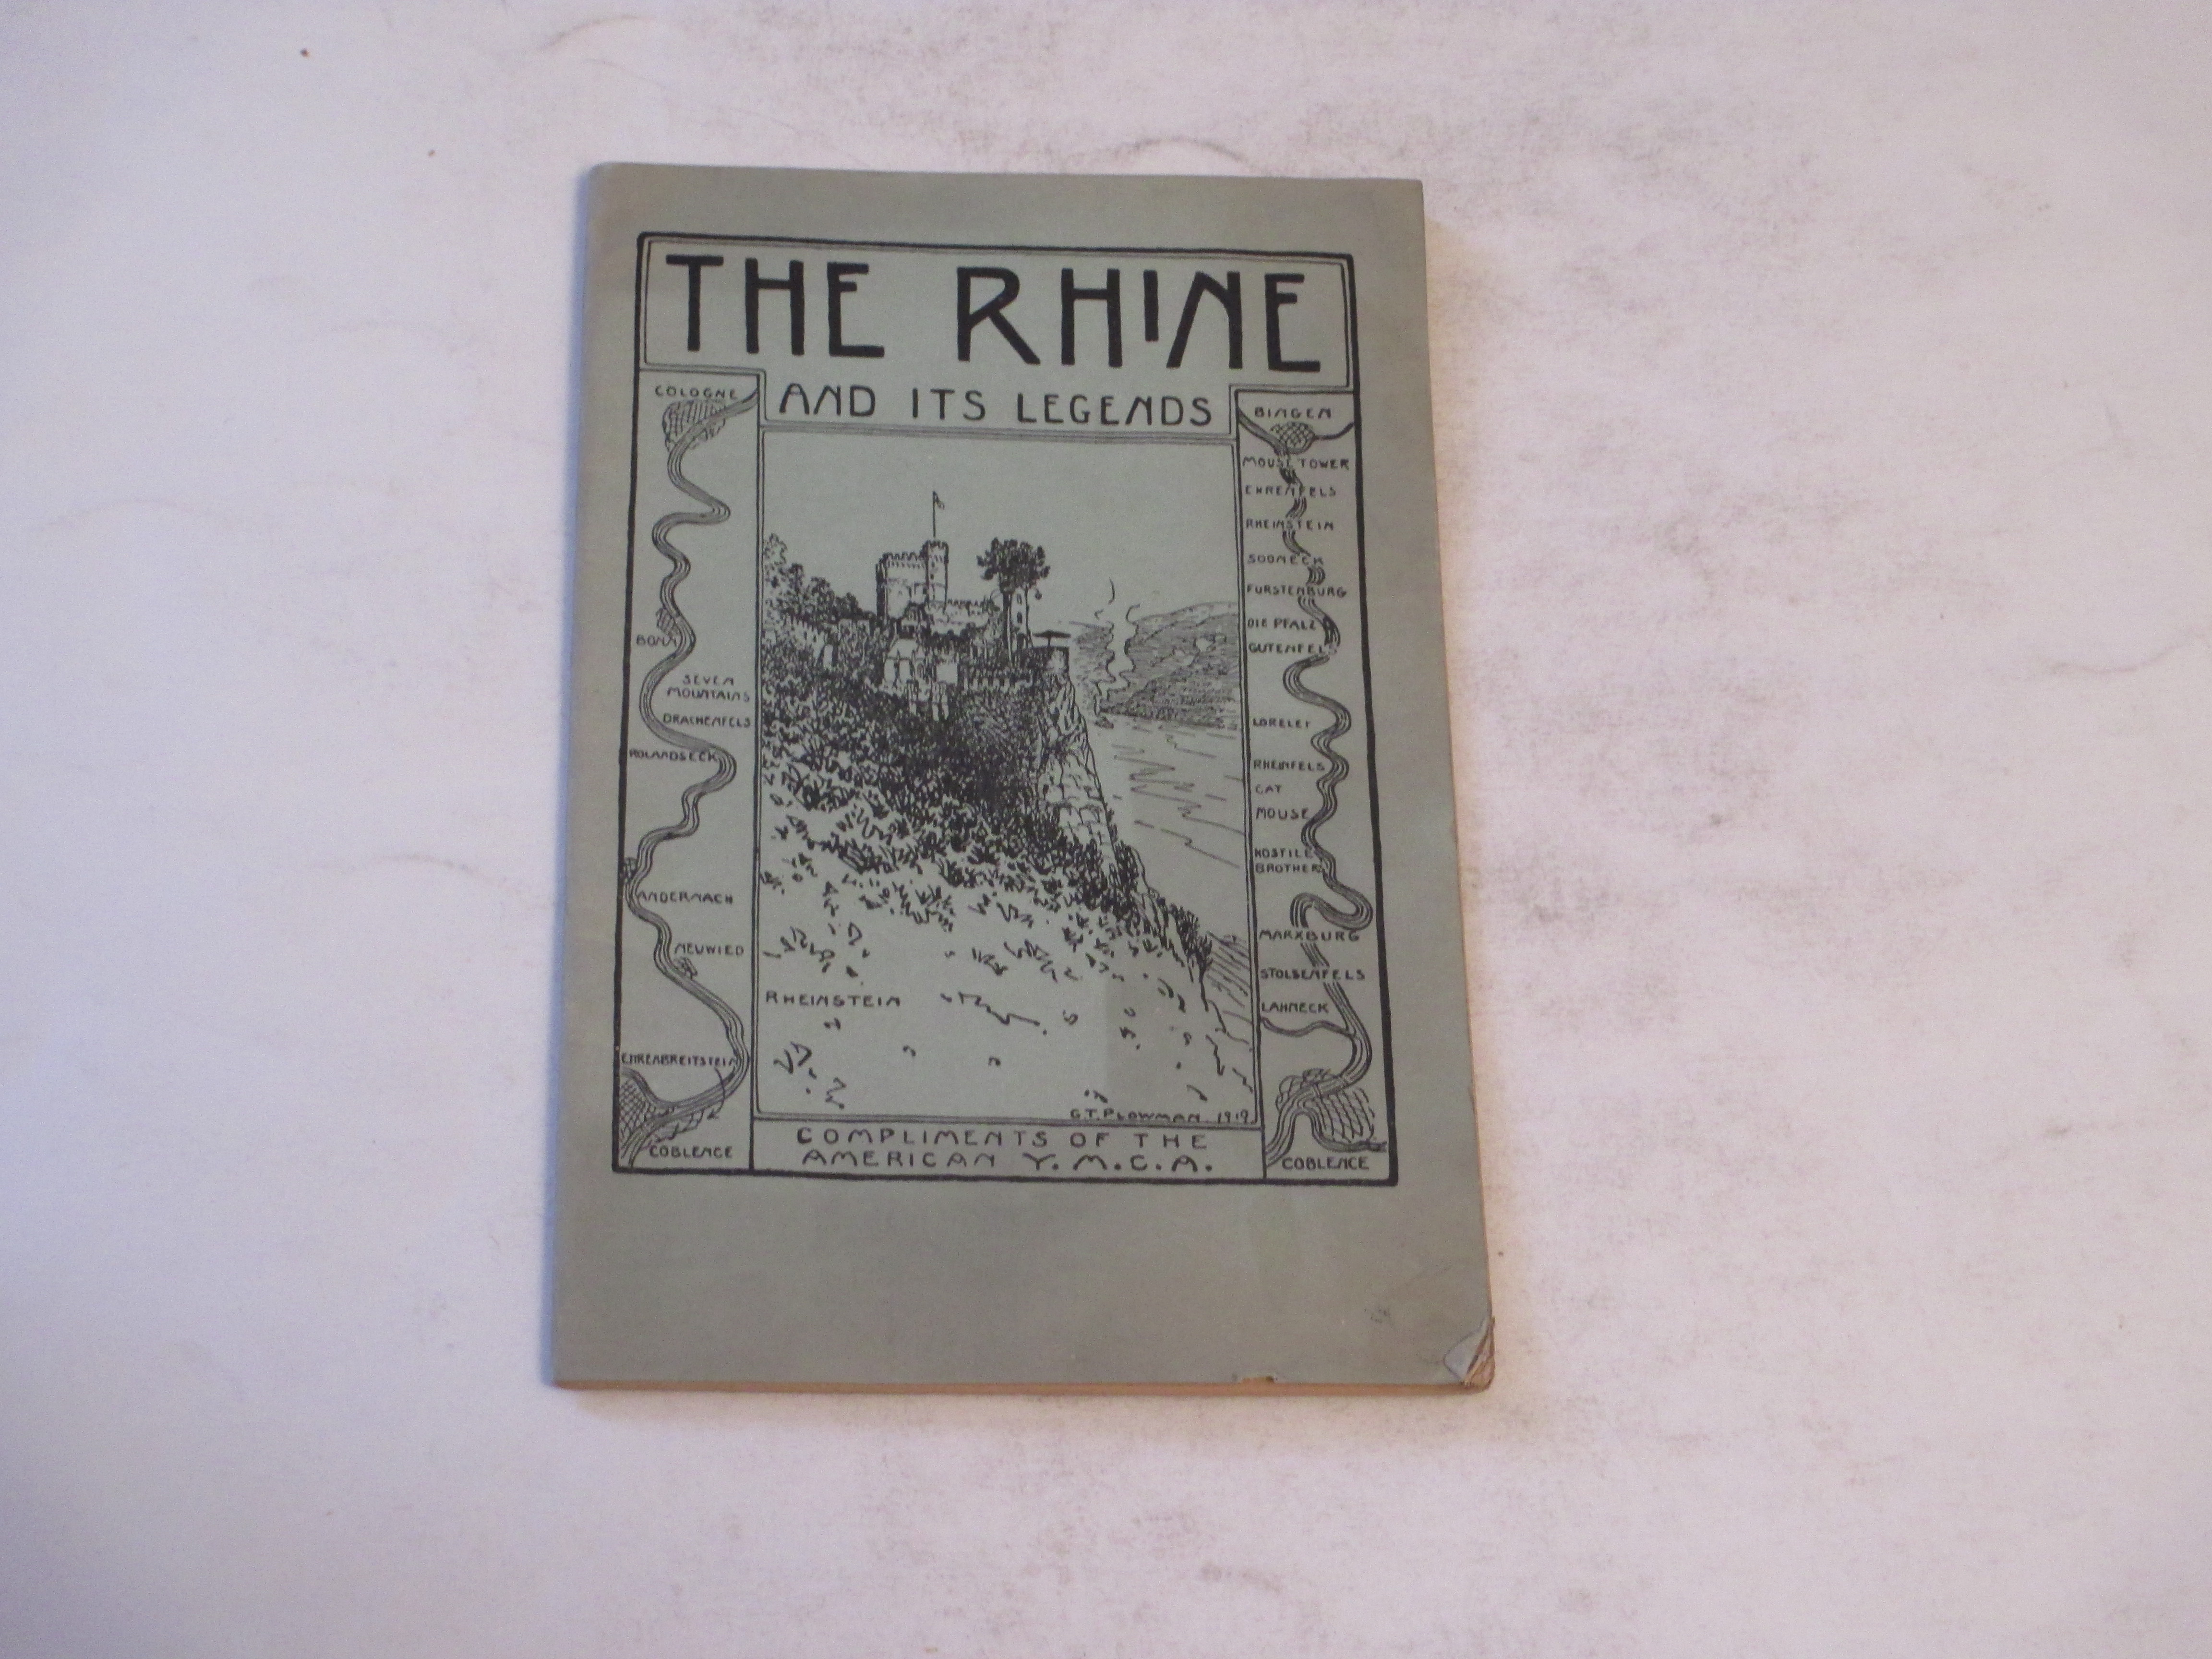 THE RHINE
AND ITS LEGENDS
COLOGNE
BONN
SEVEN
MOUNTAINS
DRACHENFELS
ROLANDSECK
ANDERNACH
NEUWIED
EHRENBREITSTEIN
COBLENCE
RHEINSTEIN
G.T. PLOWMAN. 1919
COMPLIMENTS OF THE
AMERICAN Y. M. C. A.
BINGEN
MOUSE TOWER
EHRENFELS
RHEINSTEIN
SOONECK
FURSTENBURG
DIE PFALZ
GUTENFELS
LORELEI
RHEINFELS
CAT
MOUSE
HOSTILE
BROTHER
MARXBURG
STOLSENFELS
LAHNECK
COBLENCE